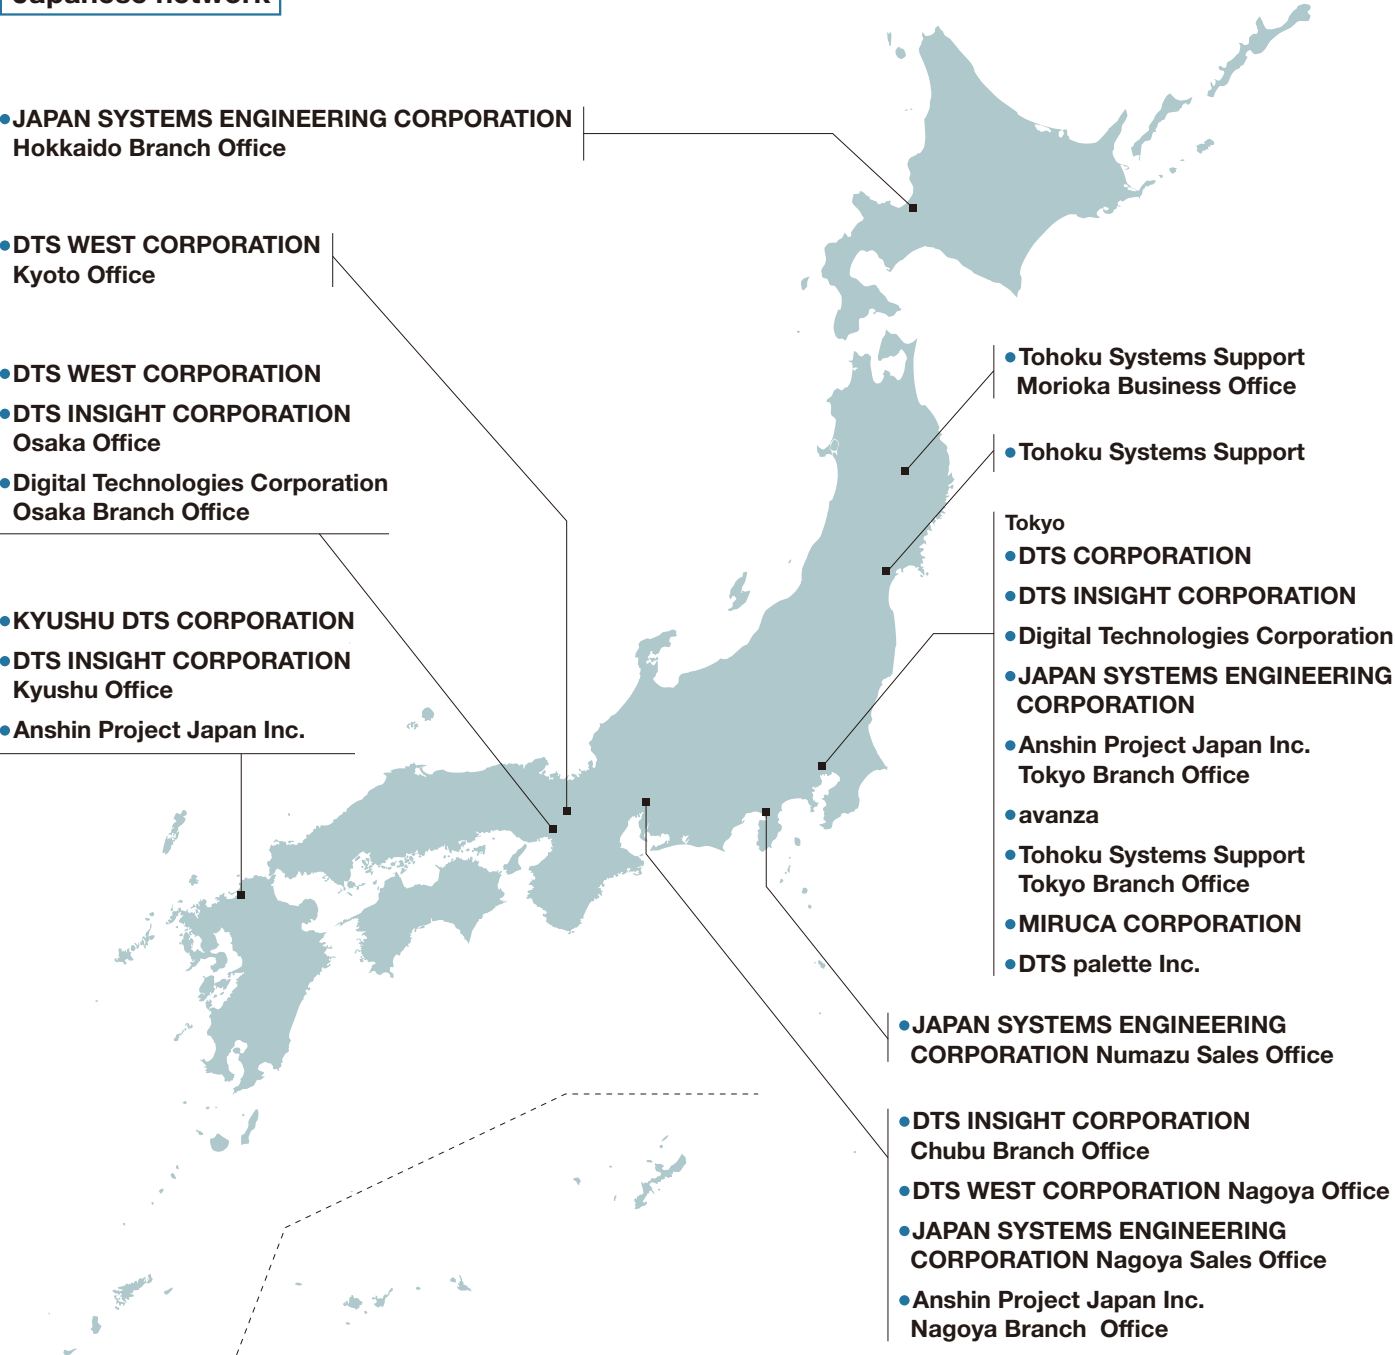 Japanese network
●JAPAN SYSTEMS ENGINEERING CORPORATION
Hokkaido Branch Office
●DTS WEST CORPORATION
Kyoto Office
●DTS WEST CORPORATION
●DTS INSIGHT CORPORATION
Osaka Office
●Digital Technologies Corporation
Osaka Branch Office
●KYUSHU DTS CORPORATION
●DTS INSIGHT CORPORATION
Kyushu Office
●Anshin Project Japan Inc.
●Tohoku Systems Support
Morioka Business Office
●Tohoku Systems Support
Tokyo
●DTS CORPORATION
●DTS INSIGHT CORPORATION
●Digital Technologies Corporation
●JAPAN SYSTEMS ENGINEERING
CORPORATION
●Anshin Project Japan Inc.
Tokyo Branch Office
●avanza
●Tohoku Systems Support
Tokyo Branch Office
●MIRUCA CORPORATION
●DTS palette Inc.
●JAPAN SYSTEMS ENGINEERING
CORPORATION Numazu Sales Office
●DTS INSIGHT CORPORATION
Chubu Branch Office
●DTS WEST CORPORATION Nagoya Office
●JAPAN SYSTEMS ENGINEERING
CORPORATION Nagoya Sales Office
●Anshin Project Japan Inc.
Nagoya Branch Office